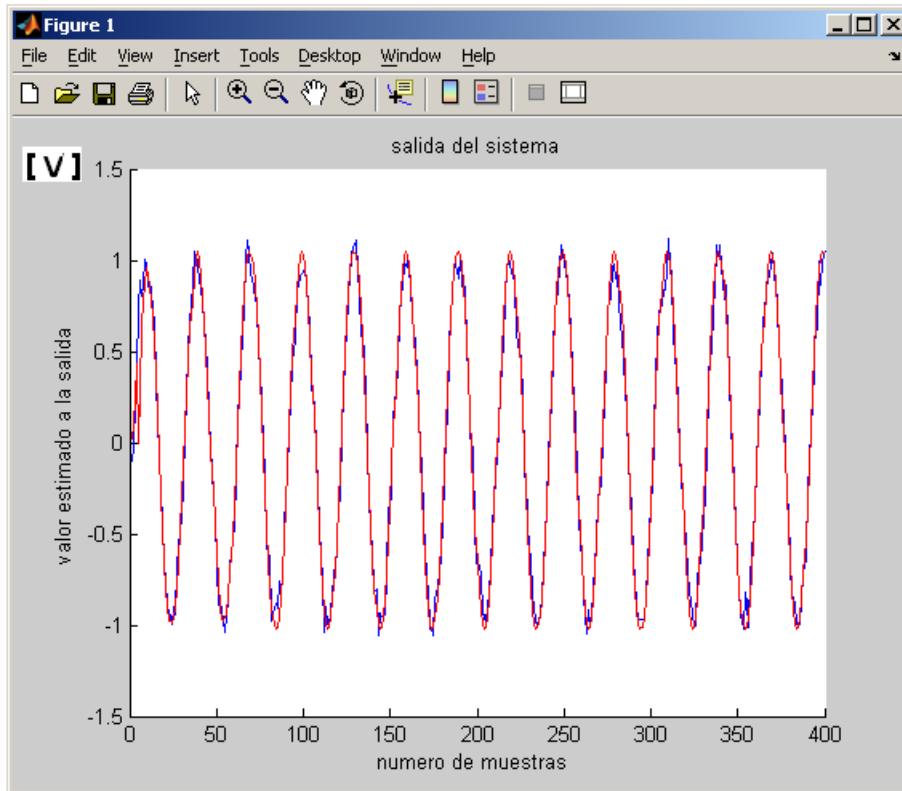 Figure 1
File Edit View Insert Tools Desktop Window Help
salida del sistema
[ V ]
valor estimado a la salida
1.5
1
0.5
0
-0.5
-1
-1.5
0 50 100 150 200 250 300 350 400
numero de muestras